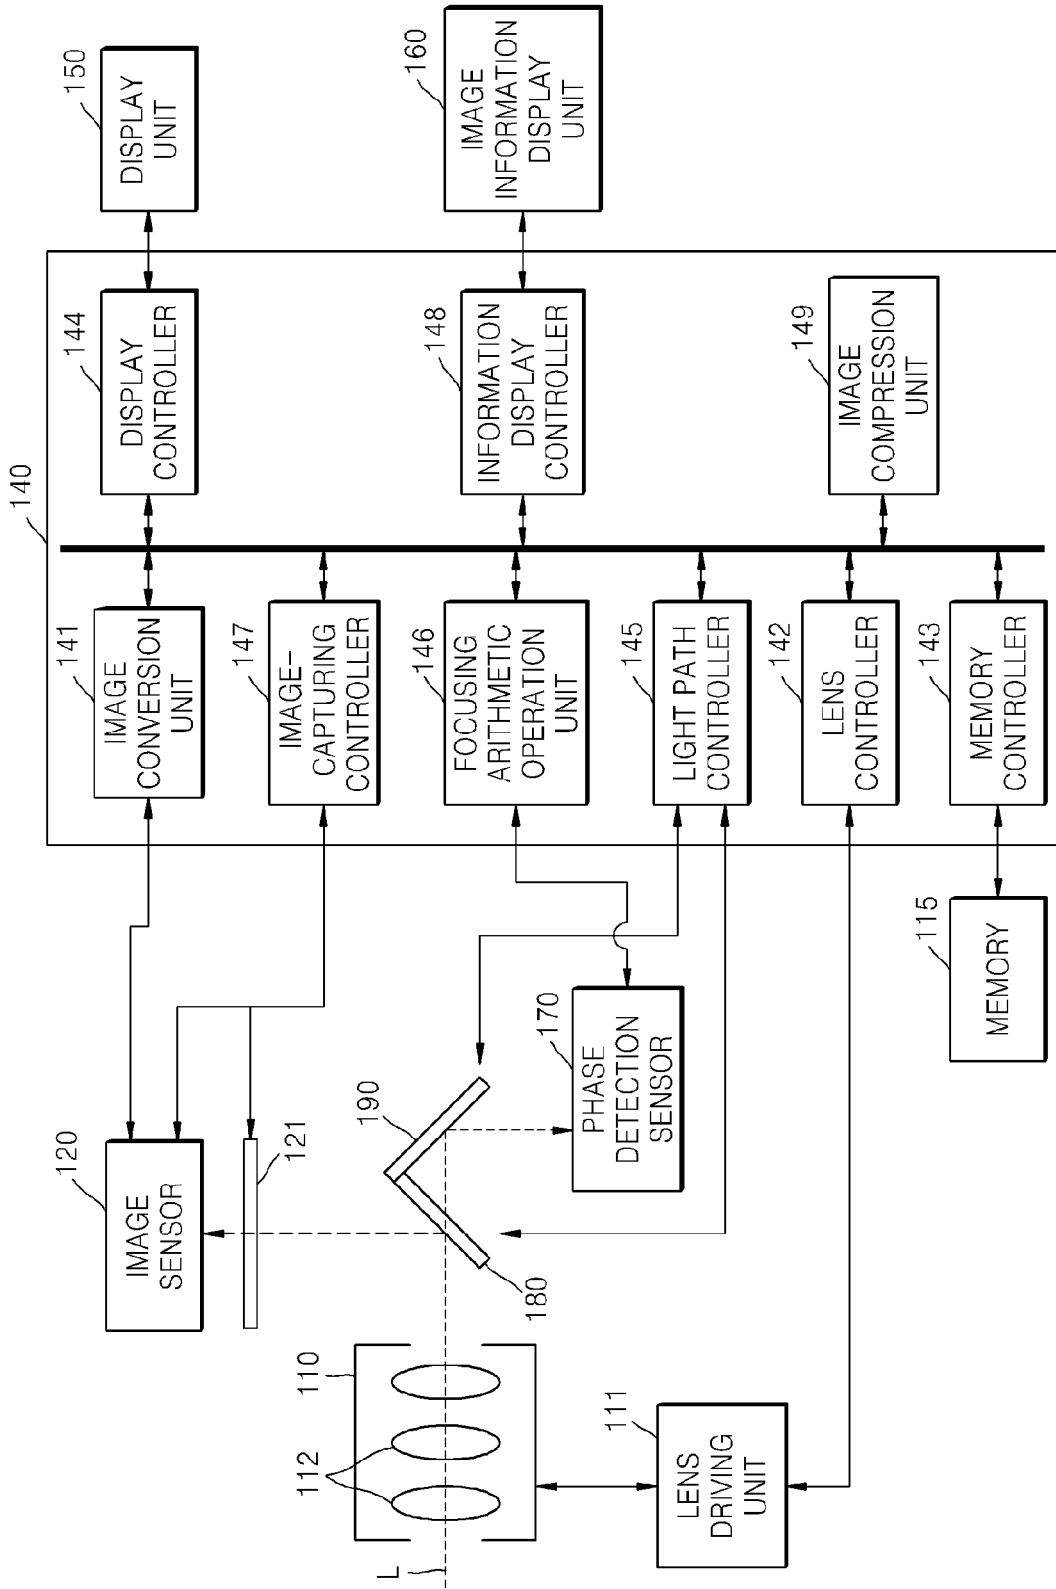 140
150
DISPLAY
UNIT
160
IMAGE
INFORMATION
DISPLAY
UNIT
144
DISPLAY
CONTROLLER
148
INFORMATION
DISPLAY
CONTROLLER
149
IMAGE
COMPRESSION
UNIT
141
IMAGE
CONVERSION
UNIT
147
IMAGE-
CAPTURING
CONTROLLER
146
FOCUSING
ARITHMETIC
OPERATION
UNIT
145
LIGHT PATH
CONTROLLER
142
LENS
CONTROLLER
143
MEMORY
CONTROLLER
115
MEMORY
120
IMAGE
SENSOR
121
190
180
170
PHASE
DETECTION
SENSOR
110
112
L
111
LENS
DRIVING
UNIT